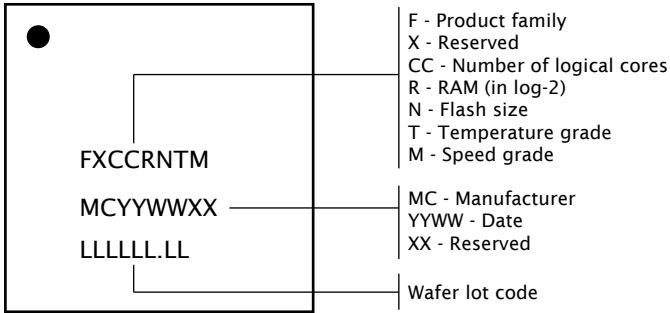 FXCCRNTM
MCYYWWXX
LLLLLL.LL
F - Product family
X - Reserved
CC - Number of logical cores
R - RAM (in log-2)
N - Flash size
T - Temperature grade
M - Speed grade
MC - Manufacturer
YYWW - Date
XX - Reserved
Wafer lot code